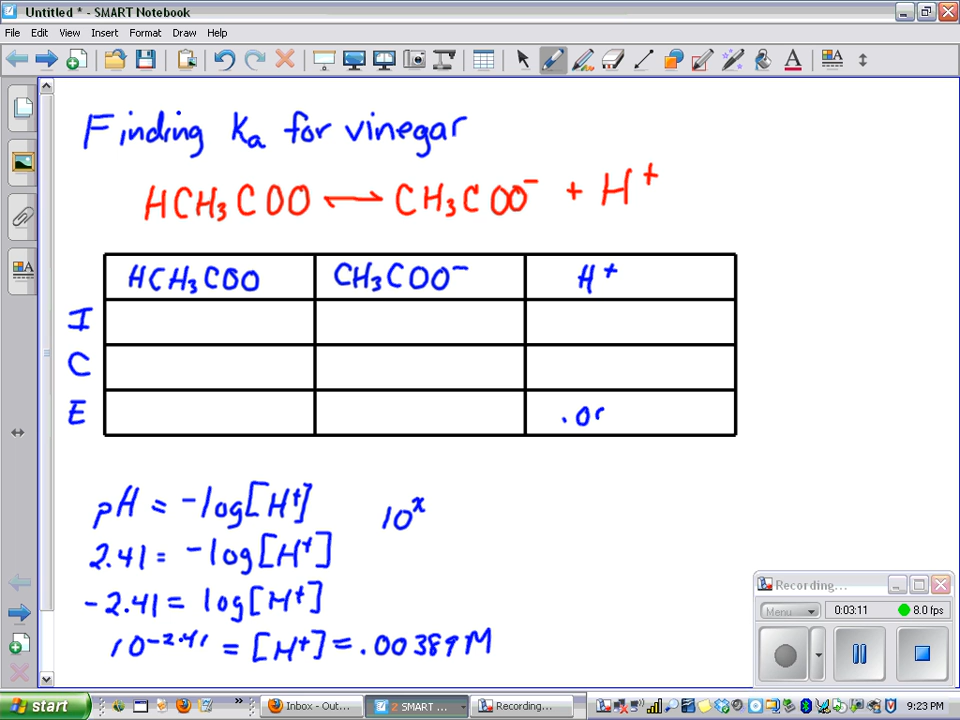 Untitled * - SMART Notebook
File Edit View Insert Format Draw Help
Finding Ka for vinegar
HCH₃COO ⇌ CH₃COO⁻ + H⁺
HCH₃COO CH₃COO⁻ H⁺
I
C
E .0
pH = -log[H⁺] 10ˣ
2.41 = -log[H⁺]
-2.41 = log[H⁺]
10⁻²·⁴¹ = [H⁺] = .00389M
Recording...
Menu 03:11 8.0 fps
start » Inbox - Out... 2 SMART ... Recording... 9:23 PM